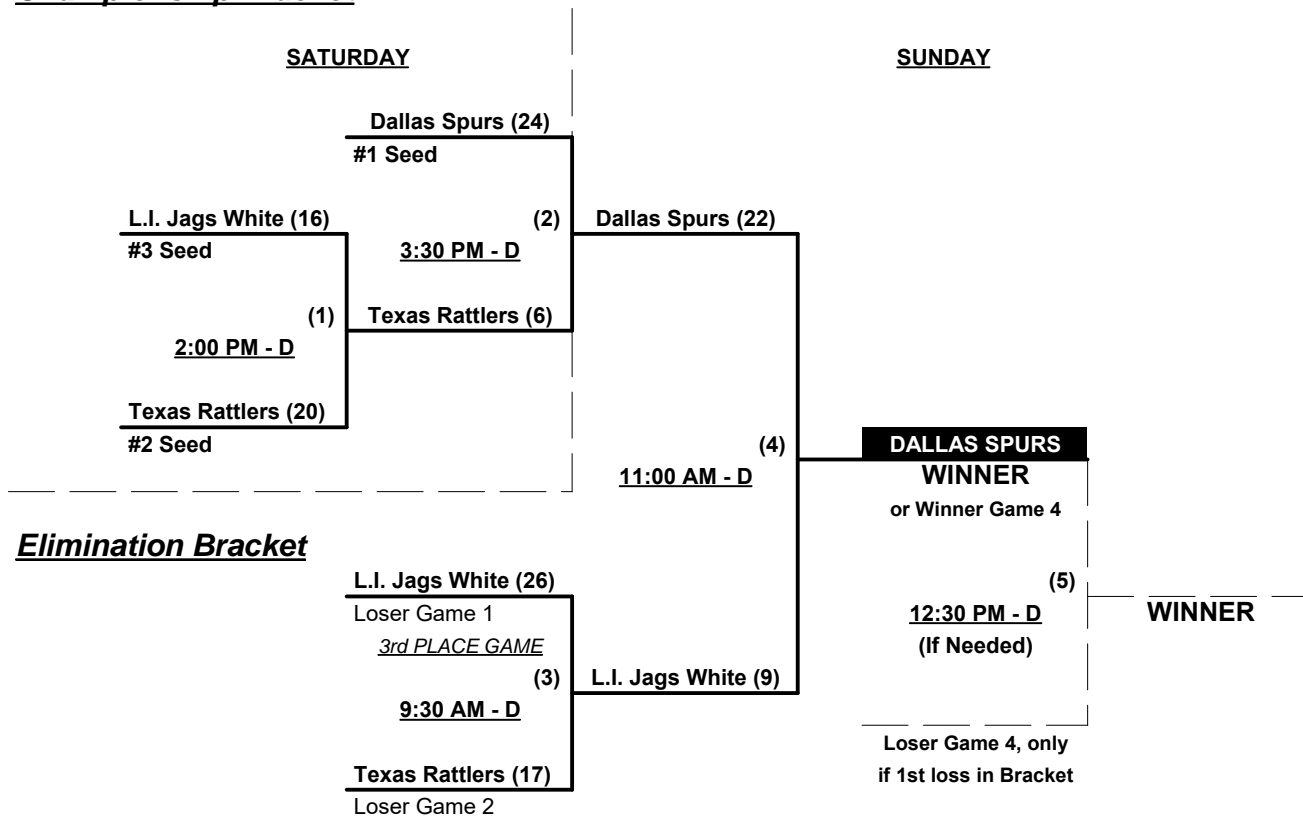 SATURDAY
SUNDAY
Dallas Spurs (24)
#1 Seed
L.I. Jags White (16)
(2)
Dallas Spurs (22)
#3 Seed
3:30 PM - D
(1)
Texas Rattlers (6)
2:00 PM - D
Texas Rattlers (20)
#2 Seed
(4)
DALLAS SPURS
11:00 AM - D
WINNER
or Winner Game 4
Elimination Bracket
L.I. Jags White (26)
Loser Game 1
(5)
3rd PLACE GAME
12:30 PM - D
WINNER
(If Needed)
(3)
L.I. Jags White (9)
9:30 AM - D
Loser Game 4, only
if 1st loss in Bracket
Texas Rattlers (17)
Loser Game 2